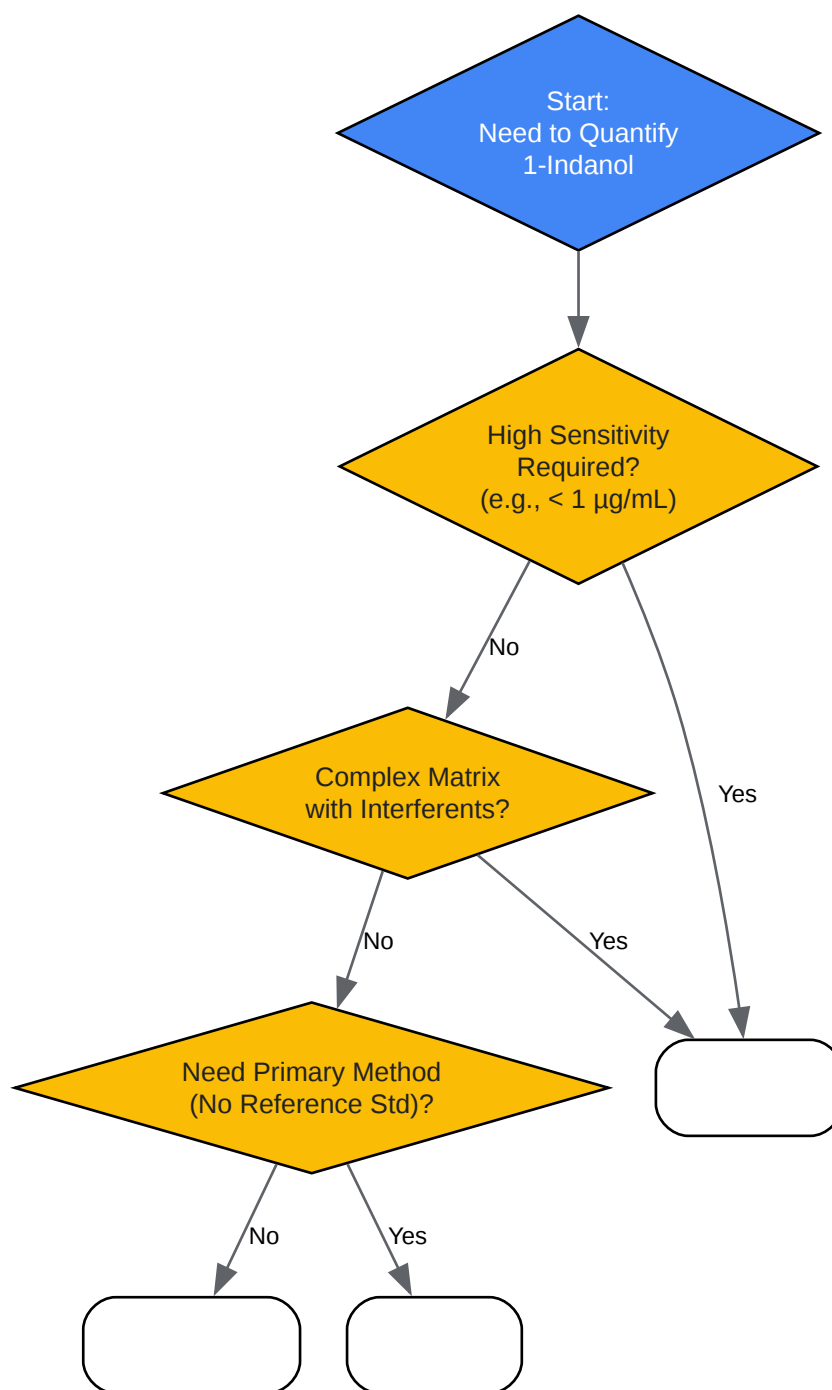 Start:
Need to Quantify
1-Indanol
High Sensitivity
Required?
(e.g., < 1 µg/mL)
No
Yes
Complex Matrix
with Interferents?
No
Yes
Need Primary Method
(No Reference Std)?
No
Yes